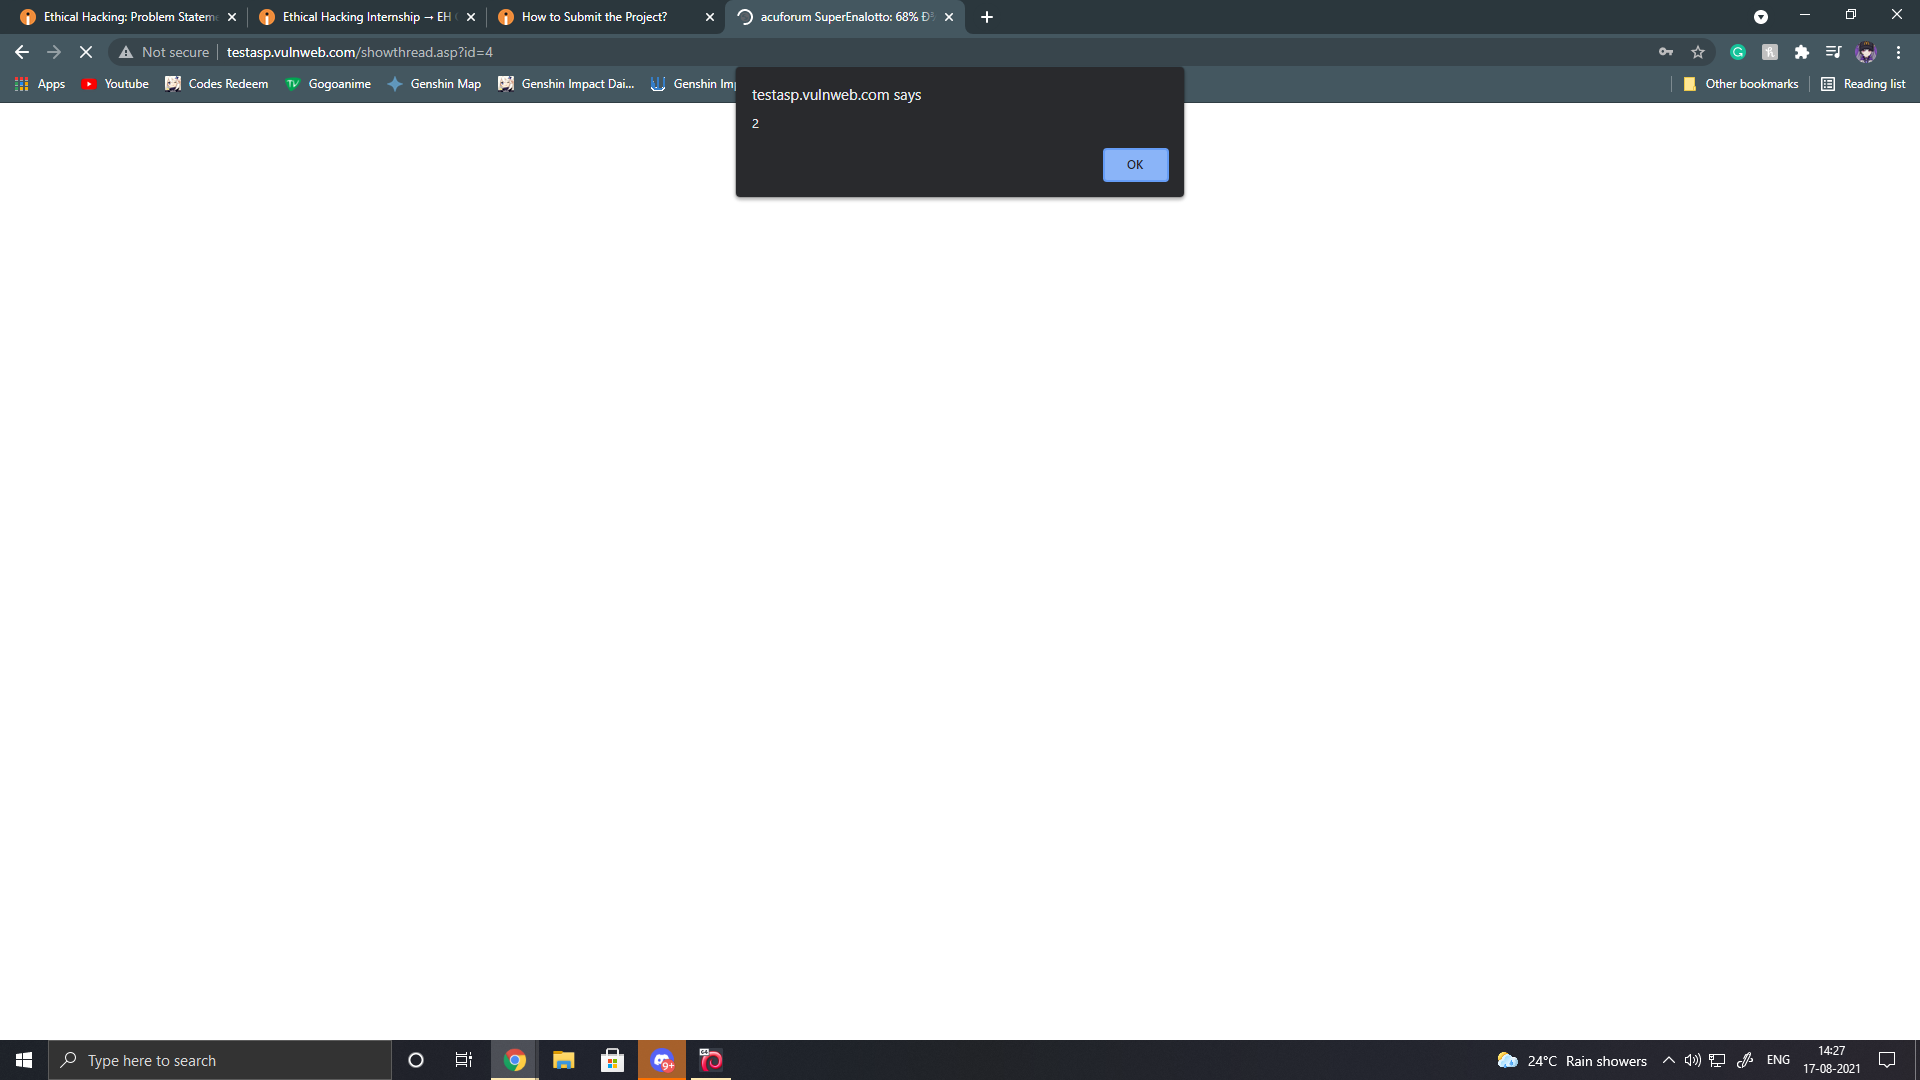 Ethical Hacking: Problem Stateme
Ethical Hacking Internship → EH
How to Submit the Project?
acuforum SuperEnalotto: 68%
Not secure
testasp.vulnweb.com/showthread.asp?id=4
Apps
Youtube
Codes Redeem
Gogoanime
Genshin Map
Genshin Impact Dai...
Genshin Im
Other bookmarks
Reading list
testasp.vulnweb.com says
2
OK
Type here to search
9+
64
24°C Rain showers
ENG
14:27
17-08-2021